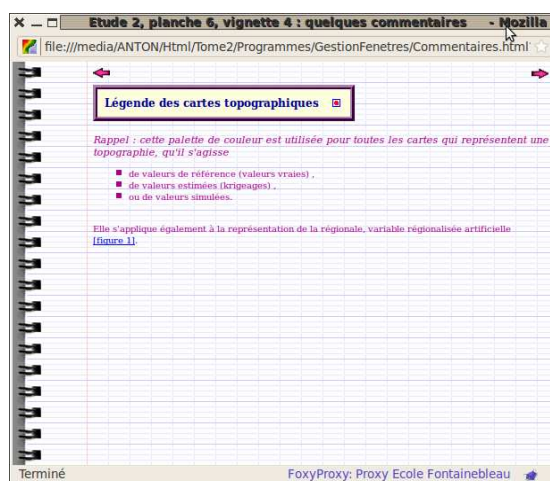 Etude 2, planche 6, vignette 4 : quelques commentaires - Mozilla
file:///media/ANTON/Html/Tome2/Programmes/GestionFenetres/Commentaires.html
Légende des cartes topographiques
Rappel : cette palette de couleur est utilisée pour toutes les cartes qui représentent une
topographie, qu'il s'agisse
de valeurs de référence (valeurs vraies) ,
de valeurs estimées (krigeages) ,
ou de valeurs simulées.
Elle s'applique également à la représentation de la régionale, variable régionalisée artificielle
[figure 1].
Terminé FoxyProxy: Proxy Ecole Fontainebleau